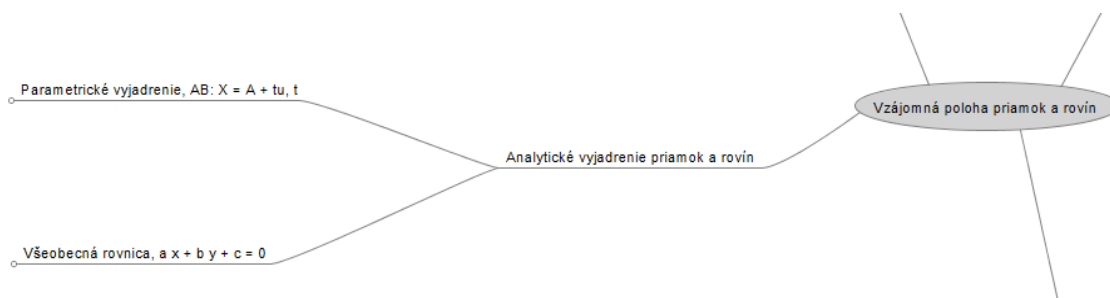 Parametrické vyjadrenie, AB: X = A + tu, t
Vzájomná poloha priamok a rovín
Analytické vyjadrenie priamok a rovín
Všeobecná rovnica, a x + b y + c = 0